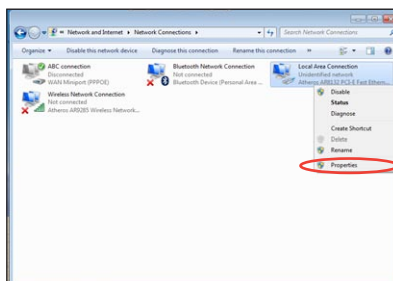 Network and Internet ▸ Network Connections ▸
Search Network Connections
Organize ▾ Disable this network device Diagnose this connection Rename this connection »
ABC connection
Disconnected
WAN Miniport (PPPOE)
Bluetooth Network Connection
Not connected
Bluetooth Device (Personal Area ...
Local Area Connection
Unidentified network
Atheros AR8132 PCI-E Fast Ethern...
Wireless Network Connection
Not connected
Atheros AR9285 Wireless Network...
Disable
Status
Diagnose
Create Shortcut
Delete
Rename
Properties